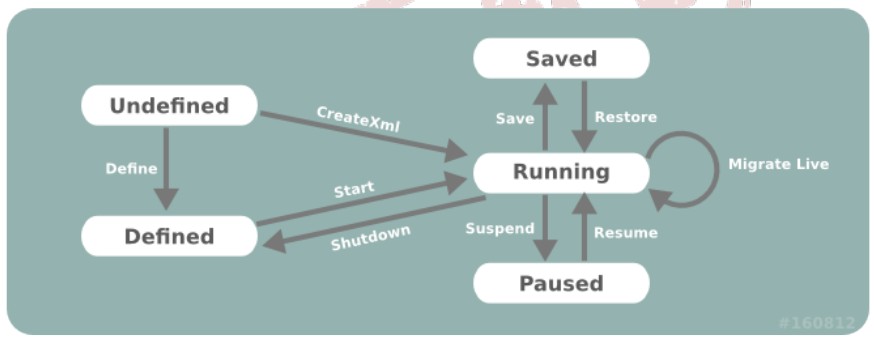 Saved
Undefined
CreateXml
Save
Restore
Define
Running
Migrate Live
Start
Defined
Shutdown
Suspend
Resume
Paused
#160812